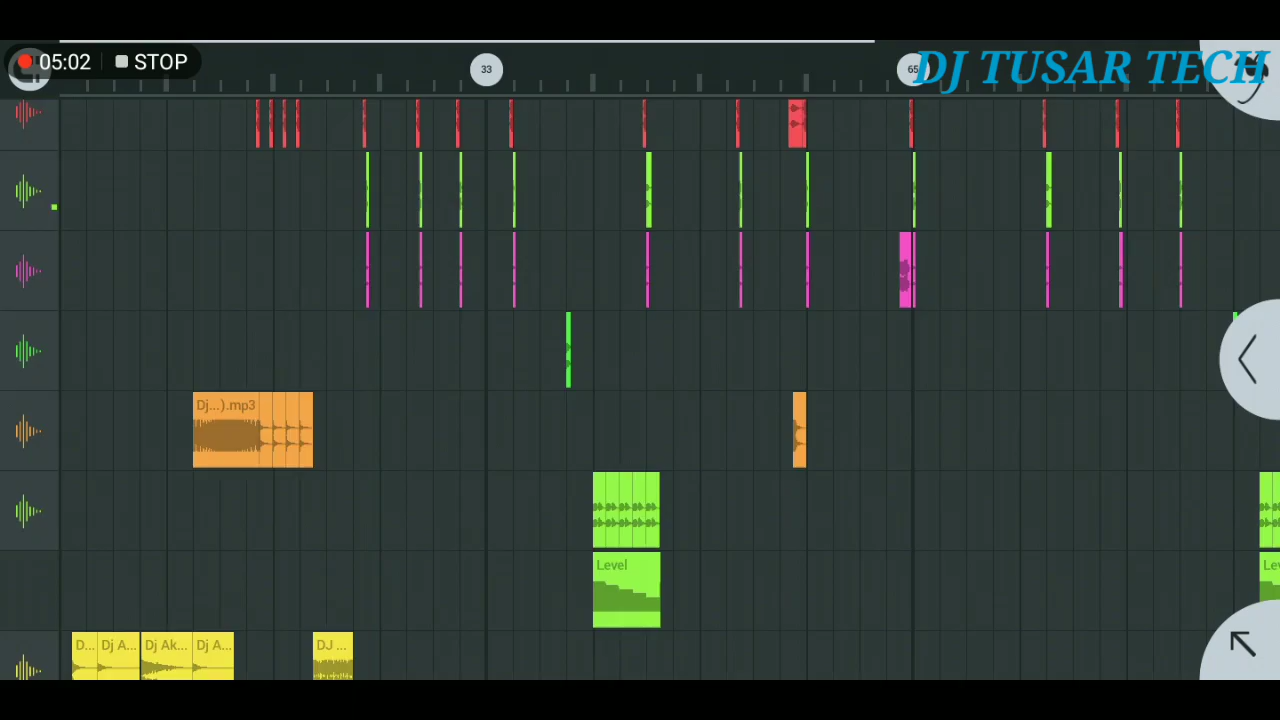 05:02 STOP
33
65
DJ TUSAR TECH
Dj...).mp3
Level
Lev
D... Dj A... Dj Ak... Dj A... DJ ...